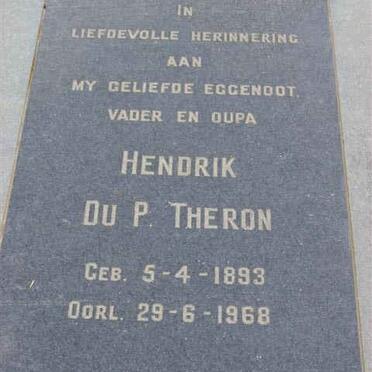 IN
LIEFDEVOLLE HERINNERING
AAN
MY GELIEFDE EGGENOOT,
VADER EN OUPA
HENDRIK
DU P. THERON
GEB. 5-4-1893
OORL. 29-6-1968